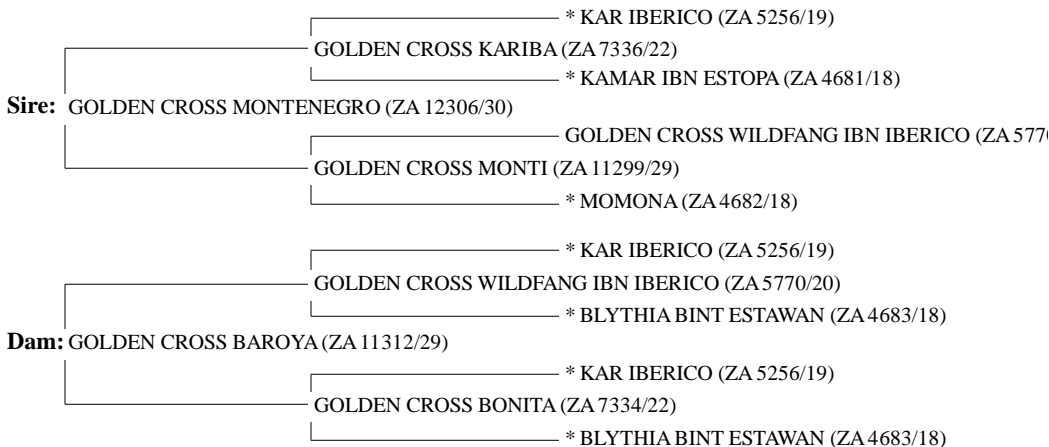 * KAR IBERICO (ZA 5256/19)
GOLDEN CROSS KARIBA (ZA 7336/22)
* KAMAR IBN ESTOPA (ZA 4681/18)
Sire: GOLDEN CROSS MONTENEGRO (ZA 12306/30)
GOLDEN CROSS WILDFANG IBN IBERICO (ZA 5770
GOLDEN CROSS MONTI (ZA 11299/29)
* MOMONA (ZA 4682/18)
* KAR IBERICO (ZA 5256/19)
GOLDEN CROSS WILDFANG IBN IBERICO (ZA 5770/20)
* BLYTHIA BINT ESTAWAN (ZA 4683/18)
Dam: GOLDEN CROSS BAROYA (ZA 11312/29)
* KAR IBERICO (ZA 5256/19)
GOLDEN CROSS BONITA (ZA 7334/22)
* BLYTHIA BINT ESTAWAN (ZA 4683/18)